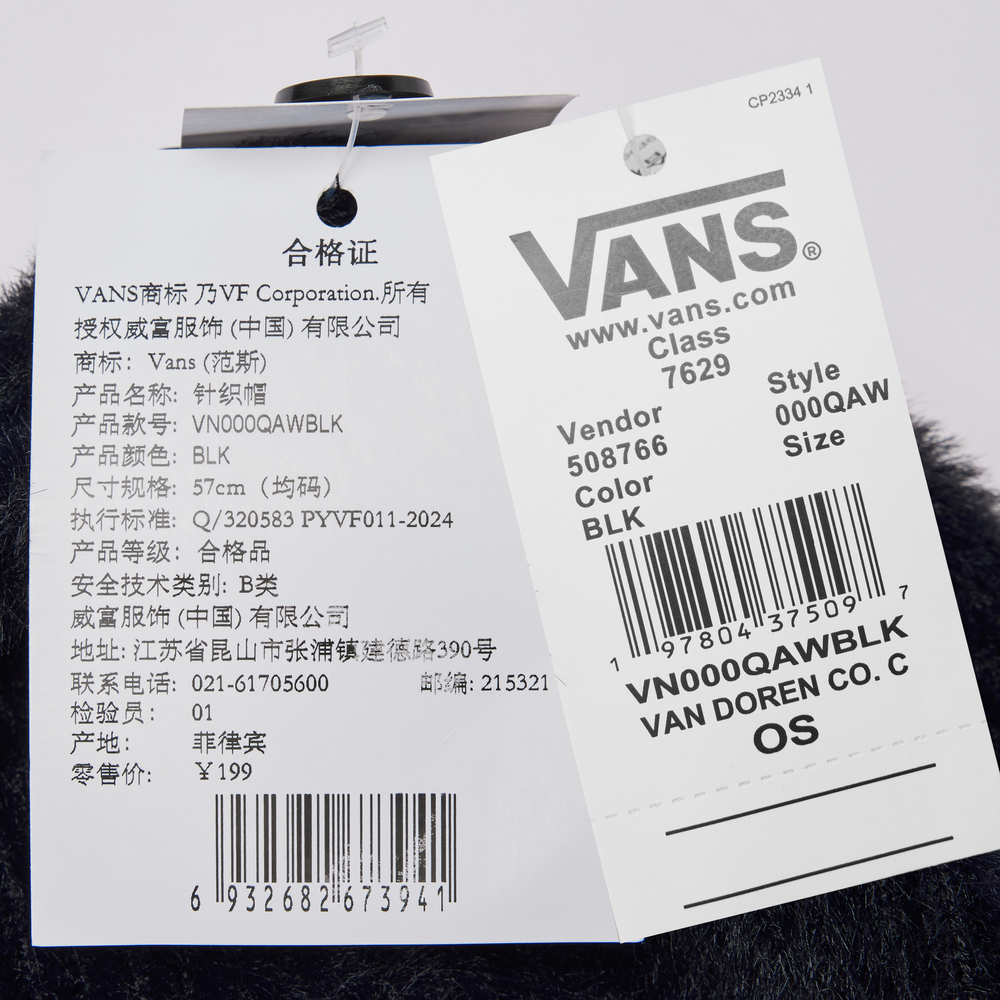 合格证
VANS商标 乃VF Corporation.所有
授权威富服饰 (中国) 有限公司
商标: Vans (范斯)
产品名称: 针织帽
产品款号: VN000QAWBLK
产品颜色: BLK
尺寸规格: 57cm (均码)
执行标准: Q/320583 PYVF011-2024
产品等级: 合格品
安全技术类别: B类
威富服饰 (中国) 有限公司
地址: 江苏省昆山市张浦镇建德路390号
联系电话: 021-61705600 邮编: 215321
检验员: 01
产地: 菲律宾
零售价: ￥199
6 932682 673941
CP2334 1
VANS®
www.vans.com
Class
7629
Vendor
508766
Style
000QAW
Color
BLK
Size
1 97804 37509 7
VN000QAWBLK
VAN DOREN CO. C
OS